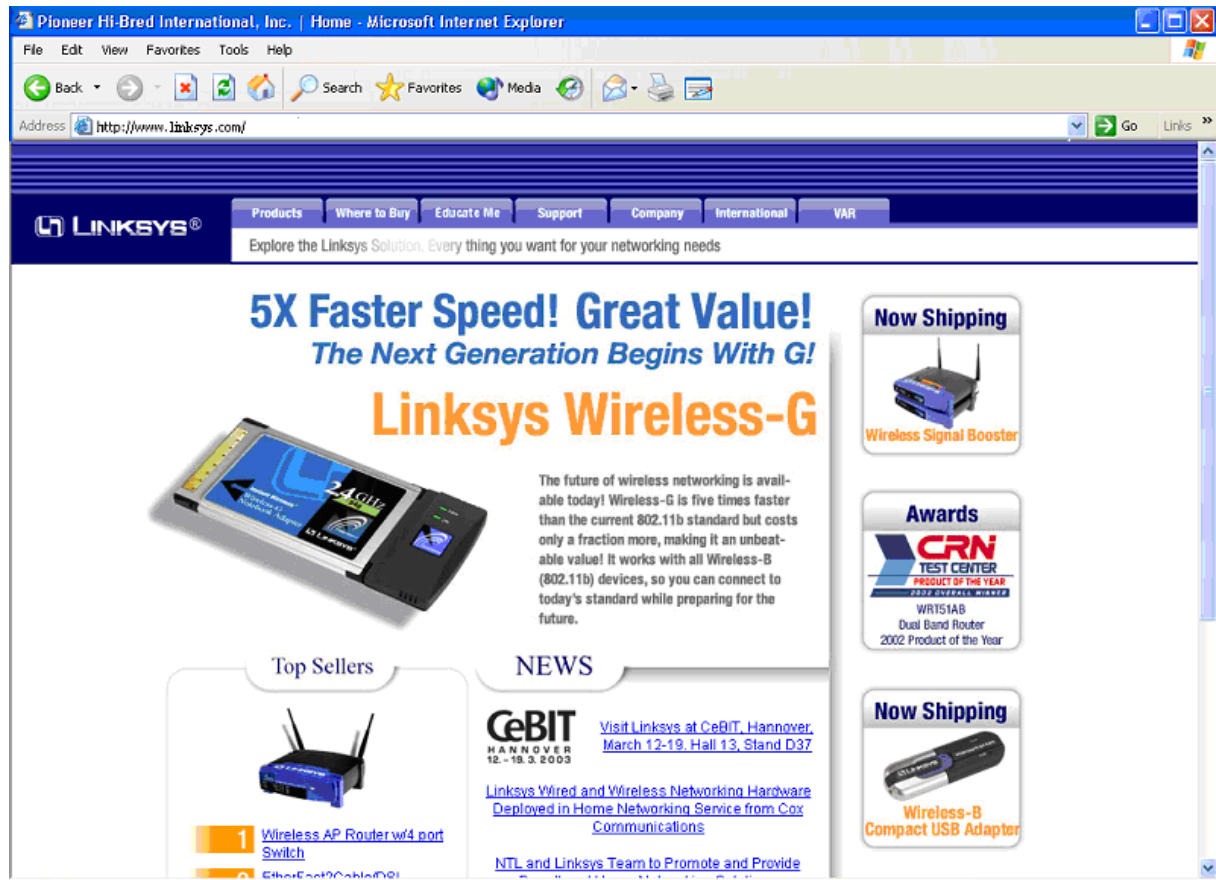 Pioneer Hi-Bred International, Inc. | Home - Microsoft Internet Explorer
File Edit View Favorites Tools Help
Back Search Favorites Media
Address http://www.linksys.com/ Go Links »
LINKSYS®
Products Where to Buy Educate Me Support Company International VAR
Explore the Linksys Solution. Every thing you want for your networking needs
5X Faster Speed! Great Value!
The Next Generation Begins With G!
Linksys Wireless-G
2.4 GHz
Wireless-G
Notebook Adapter
LINKSYS
The future of wireless networking is avail-
able today! Wireless-G is five times faster
than the current 802.11b standard but costs
only a fraction more, making it an unbeat-
able value! It works with all Wireless-B
(802.11b) devices, so you can connect to
today's standard while preparing for the
future.
Top Sellers
1 Wireless AP Router w/4 port
Switch
NEWS
CeBIT
HANNOVER
12. - 19. 3. 2003
Visit Linksys at CeBIT, Hannover,
March 12-19. Hall 13, Stand D37
Linksys Wired and Wireless Networking Hardware
Deployed in Home Networking Service from Cox
Communications
NTL and Linksys Team to Promote and Provide
Now Shipping
Wireless Signal Booster
Awards
CRN
TEST CENTER
PRODUCT OF THE YEAR
2002 OVERALL WINNER
WRT51AB
Dual Band Router
2002 Product of the Year
Now Shipping
LINKSYS
Wireless-B
Compact USB Adapter